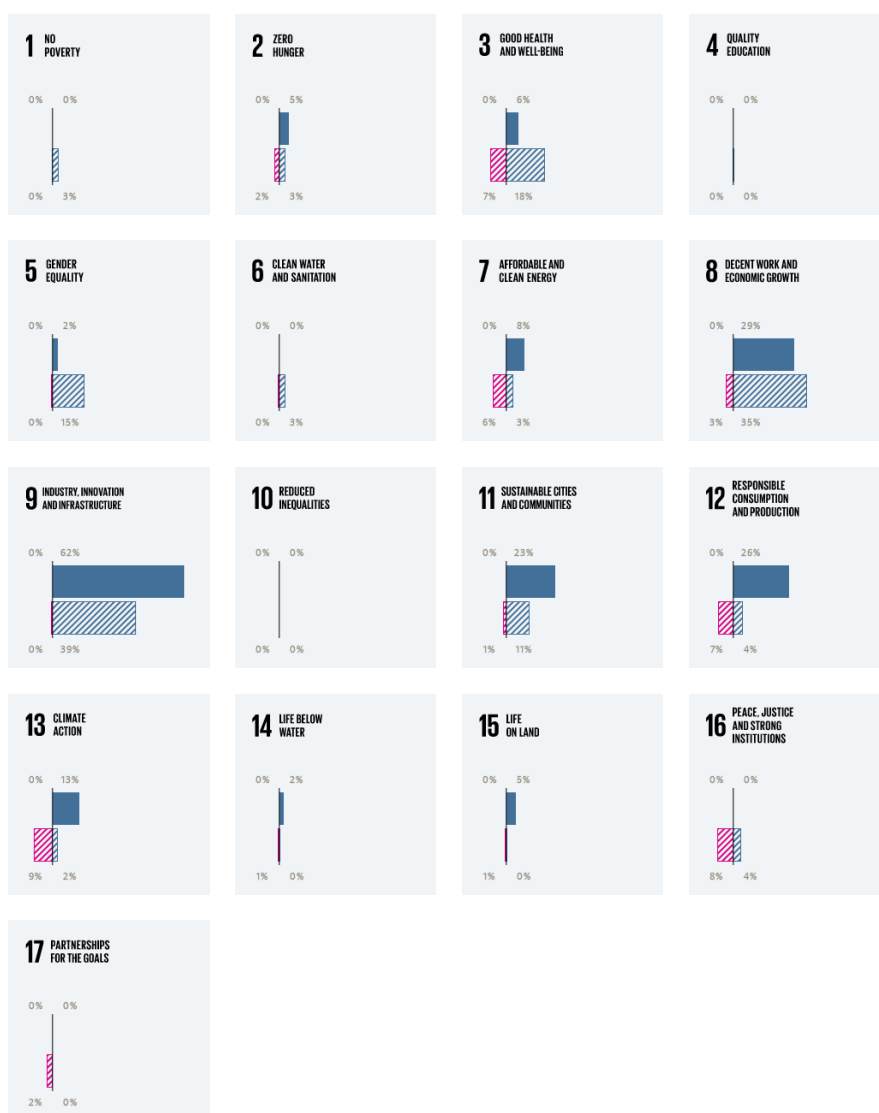 1 NO
POVERTY
0% 0%
0% 3%
2 ZERO
HUNGER
0% 5%
2% 3%
3 GOOD HEALTH
AND WELL-BEING
0% 6%
7% 18%
4 QUALITY
EDUCATION
0% 0%
0% 0%
5 GENDER
EQUALITY
0% 2%
0% 15%
6 CLEAN WATER
AND SANITATION
0% 0%
0% 3%
7 AFFORDABLE AND
CLEAN ENERGY
0% 8%
6% 3%
8 DECENT WORK AND
ECONOMIC GROWTH
0% 29%
3% 35%
9 INDUSTRY, INNOVATION
AND INFRASTRUCTURE
0% 62%
0% 39%
10 REDUCED
INEQUALITIES
0% 0%
0% 0%
11 SUSTAINABLE CITIES
AND COMMUNITIES
0% 23%
1% 11%
12 RESPONSIBLE
CONSUMPTION
AND PRODUCTION
0% 26%
7% 4%
13 CLIMATE
ACTION
0% 13%
9% 2%
14 LIFE BELOW
WATER
0% 2%
1% 0%
15 LIFE
ON LAND
0% 5%
1% 0%
16 PEACE, JUSTICE
AND STRONG
INSTITUTIONS
0% 0%
8% 4%
17 PARTNERSHIPS
FOR THE GOALS
0% 0%
2% 0%